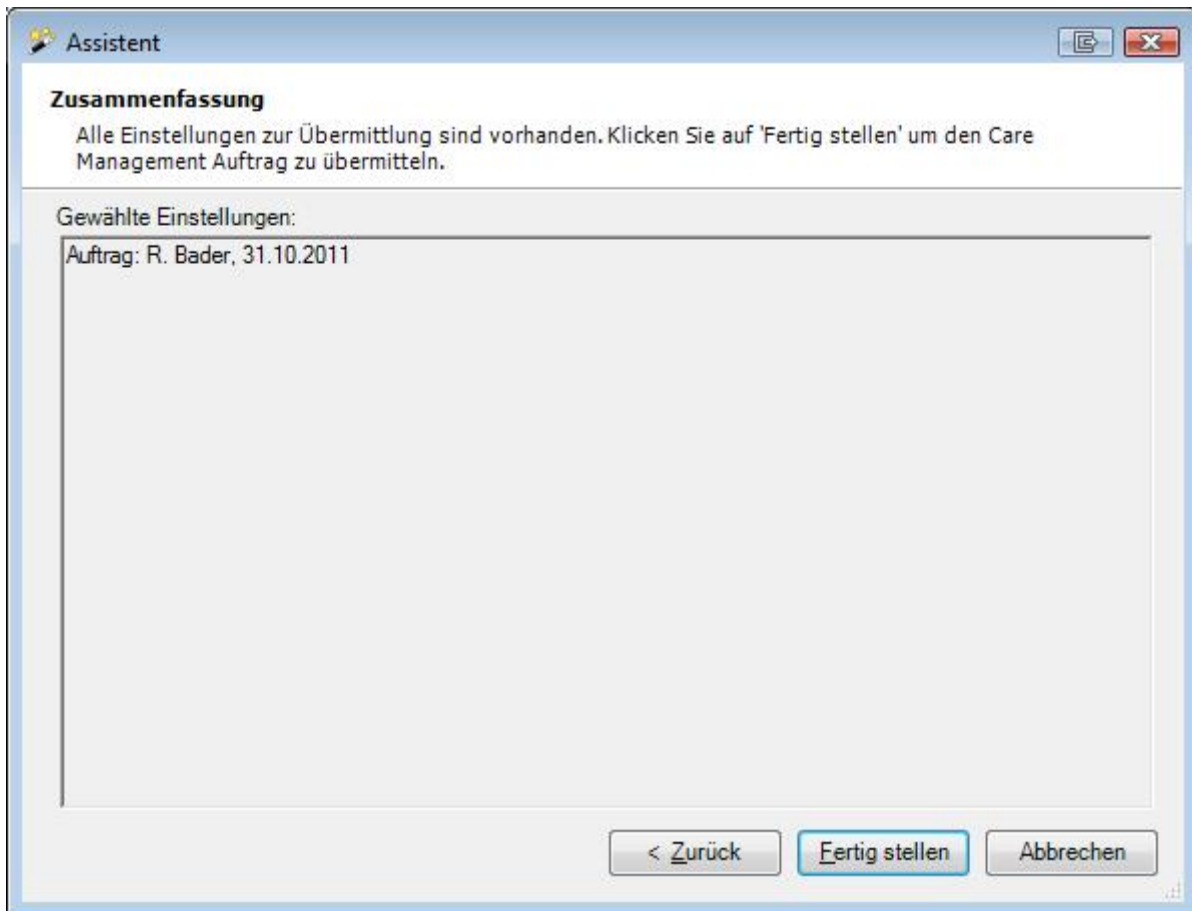 Assistent
Zusammenfassung
Alle Einstellungen zur Übermittlung sind vorhanden. Klicken Sie auf 'Fertig stellen' um den Care
Management Auftrag zu übermitteln.
Gewählte Einstellungen:
Auftrag: R. Bader, 31.10.2011
< Zurück
Fertig stellen
Abbrechen